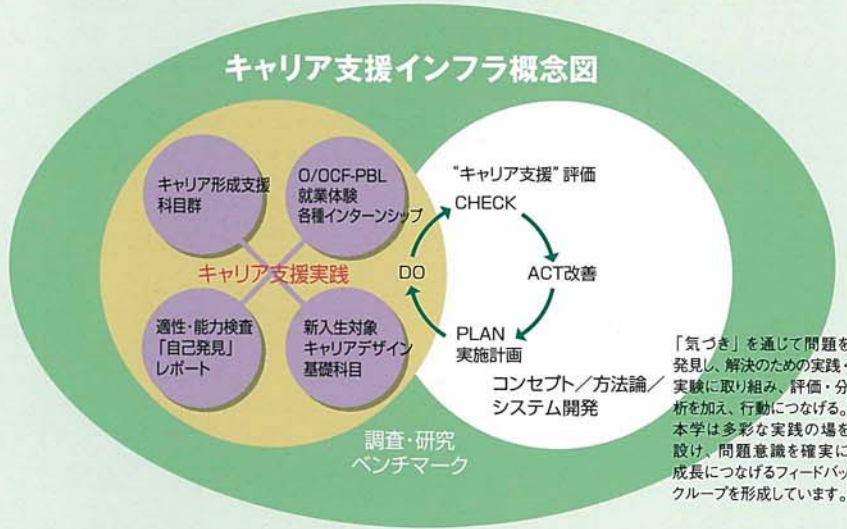 キャリア支援インフラ概念図
キャリア形成支援
科目群
O/OCF-PBL
就業体験
各種インターンシップ
"キャリア支援"評価
CHECK
キャリア支援実践
DO
ACT改善
適性・能力検査
「自己発見」
レポート
新入生対象
キャリアデザイン
基礎科目
PLAN
実施計画
コンセプト／方法論／
システム開発
調査・研究
ベンチマーク
「気づき」を通じて問題を
発見し、解決のための実践・
実験に取り組み、評価・分
析を加え、行動につなげる。
本学は多彩な実践の場を
設け、問題意識を確実に
成長につなげるフィードバッ
クループを形成しています。